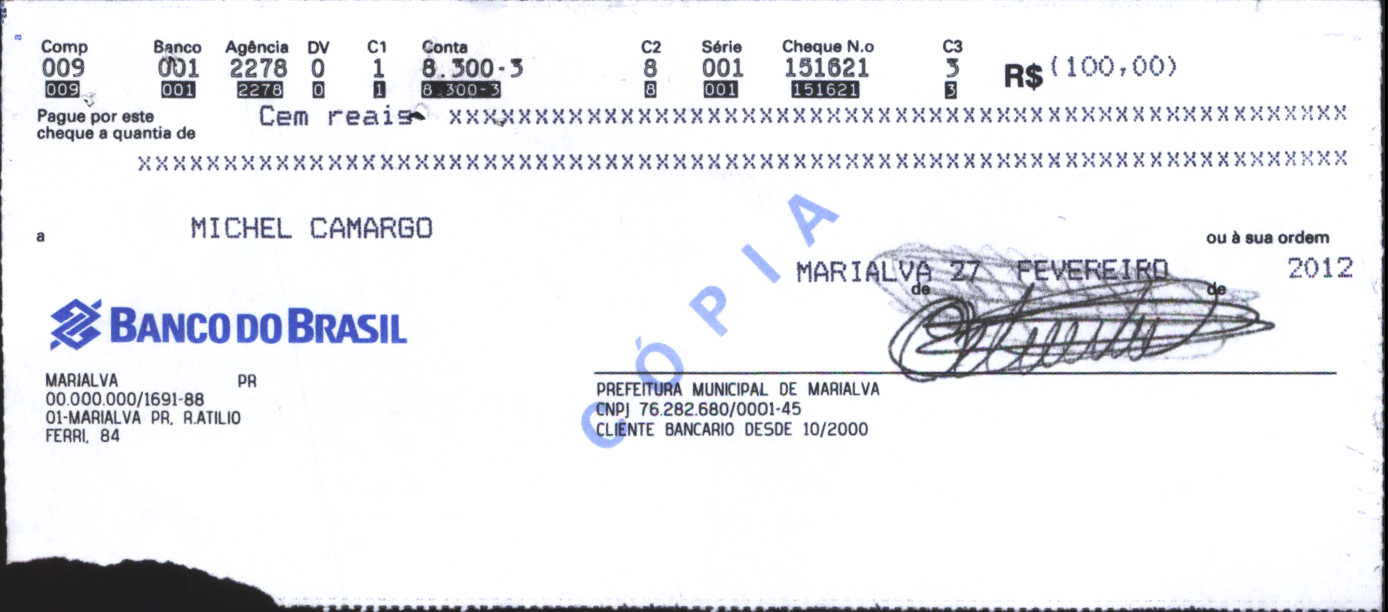 Comp Banco Agência DV C1 Conta C2 Série Cheque N.o C3
009 001 2278 0 1 8.300-3 8 001 151621 3 R$ (100,00)
009 001 2278 0 1 8.300-3 8 001 151621 3
Pague por este cheque a quantia de Cem reais XXXXXXXXXXXXXXXXXXXXXXXXXXXXXXXXXXXXXXXXXXXXXXXXXXXXX
XXXXXXXXXXXXXXXXXXXXXXXXXXXXXXXXXXXXXXXXXXXXXXXXXXXXXXXXXXXXXXXXXXXXXX
a MICHEL CAMARGO ou à sua ordem
MARIALVA de 27 FEVEREIRO de 2012
CÓPIA
BANCO DO BRASIL
MARIALVA PR
00.000.000/1691-88
01-MARIALVA PR, R.ATILIO
FERRI, 84
PREFEITURA MUNICIPAL DE MARIALVA
CNPJ 76.282.680/0001-45
CLIENTE BANCARIO DESDE 10/2000